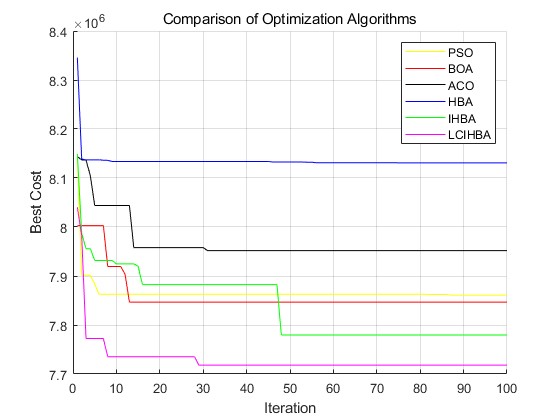 Comparison of Optimization Algorithms
×10⁶
8.4
8.3
8.2
8.1
8
7.9
7.8
7.7
Best Cost
PSO
BOA
ACO
HBA
IHBA
LCIHBA
0 10 20 30 40 50 60 70 80 90 100
Iteration